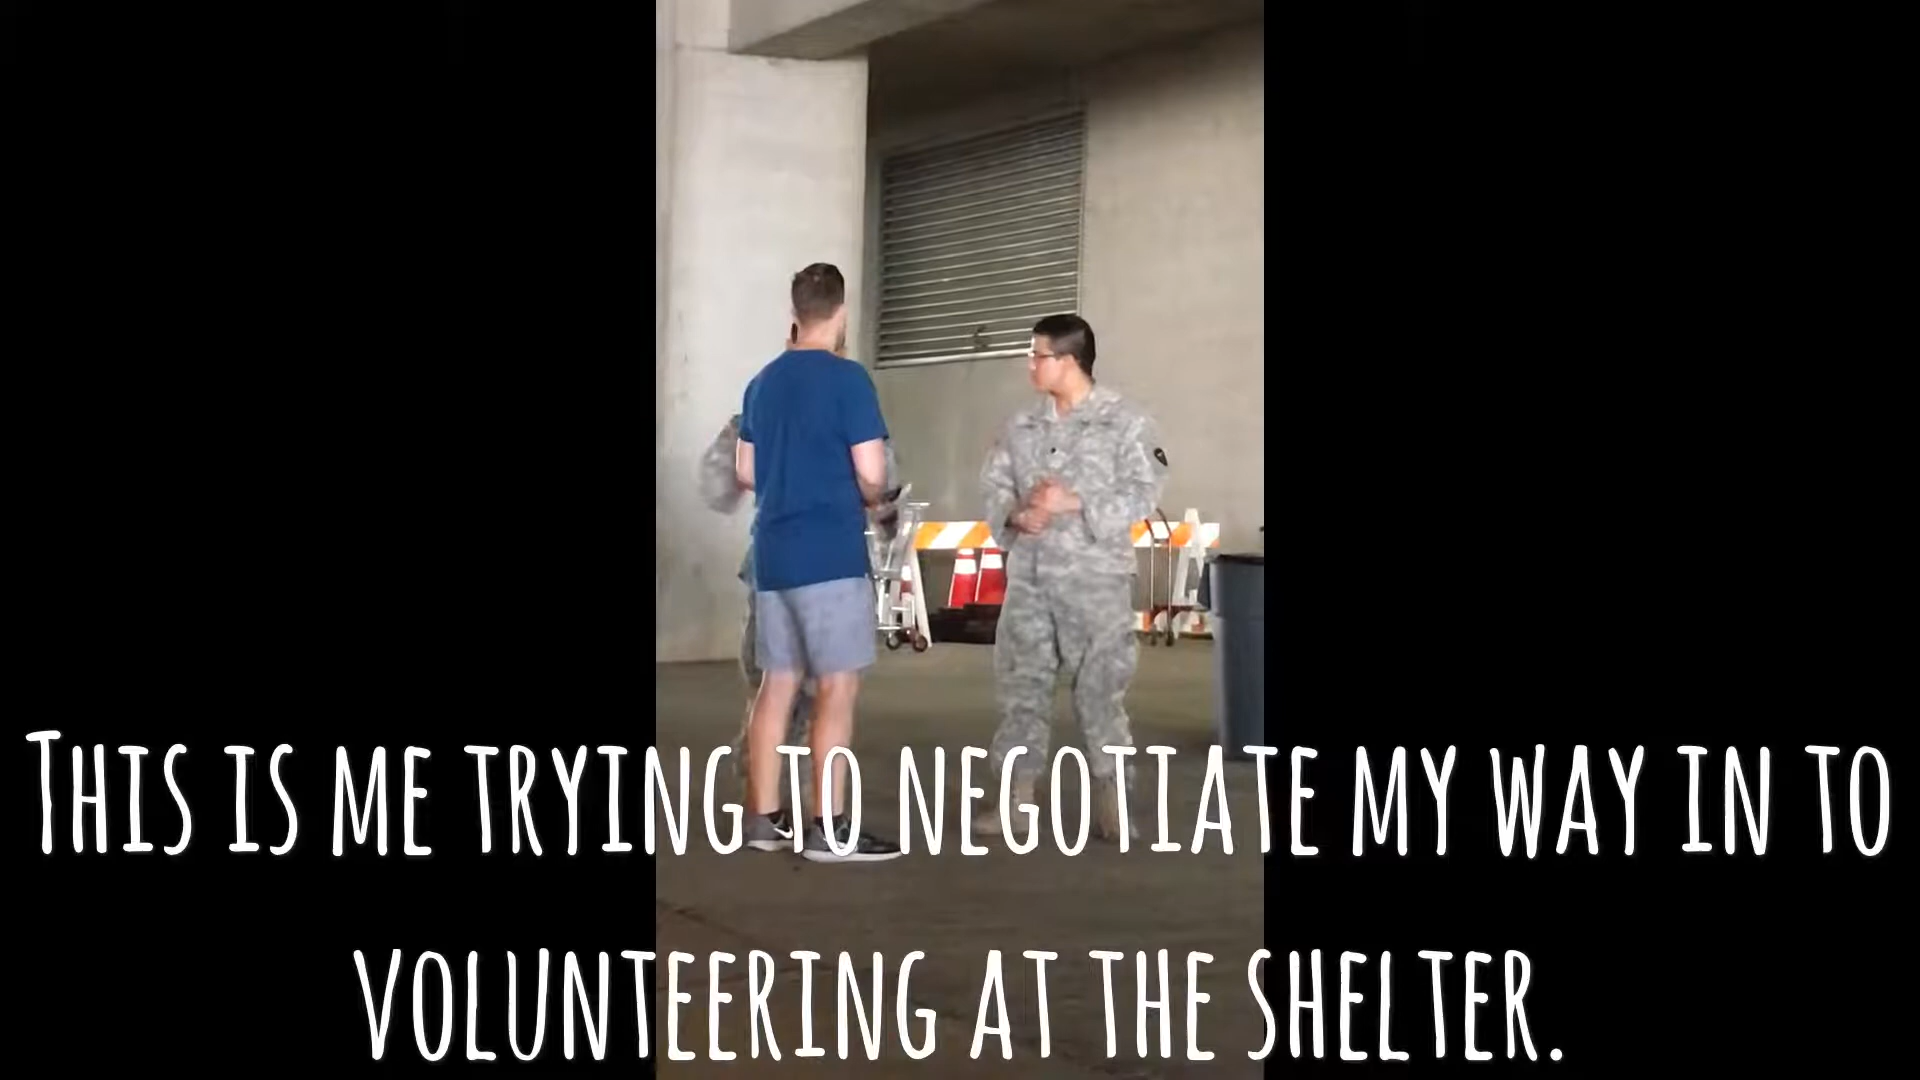 This is me trying to negotiate my way in to
volunteering at the shelter.